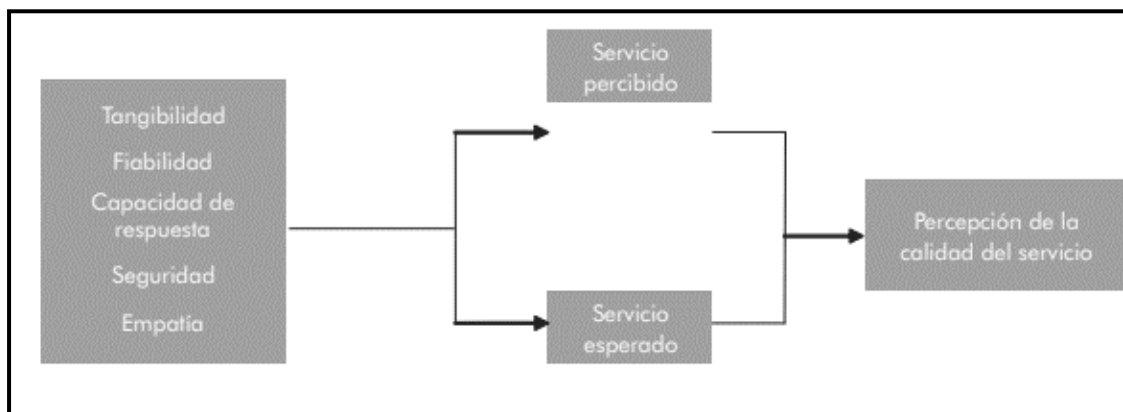 Tangibilidad
Fiabilidad
Capacidad de
respuesta
Seguridad
Empatía
Servicio
percibido
Servicio
esperado
Percepción de la
calidad del servicio